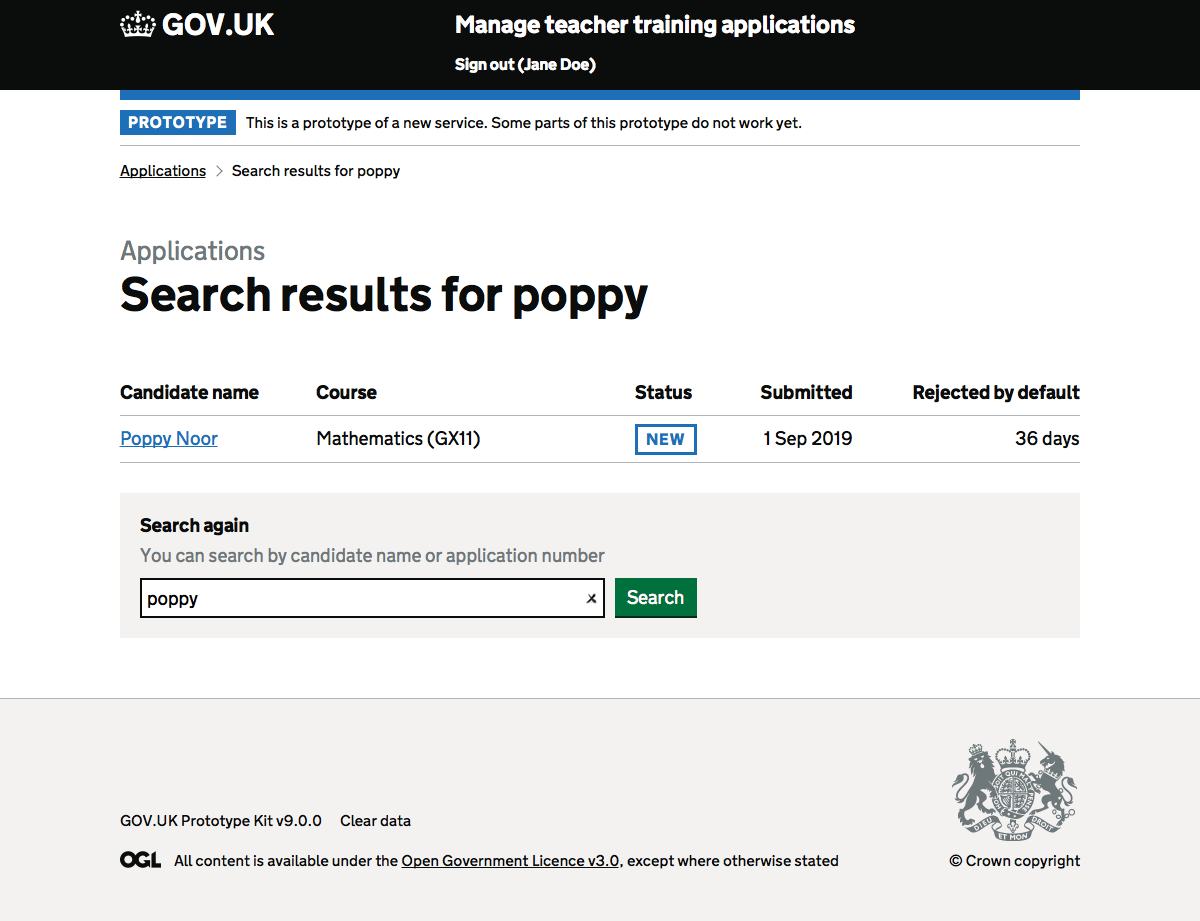 GOV.UK
Manage teacher training applications
Sign out (Jane Doe)
PROTOTYPE This is a prototype of a new service. Some parts of this prototype do not work yet.
Applications Search results for poppy
Applications
Search results for poppy
Candidate name Course Status Submitted Rejected by default
Poppy Noor Mathematics (GX11) NEW 1 Sep 2019 36 days
Search again
You can search by candidate name or application number
poppy Search
DIEU ET MON DROIT
GOV.UK Prototype Kit v9.0.0 Clear data
OGL All content is available under the Open Government Licence v3.0, except where otherwise stated
© Crown copyright